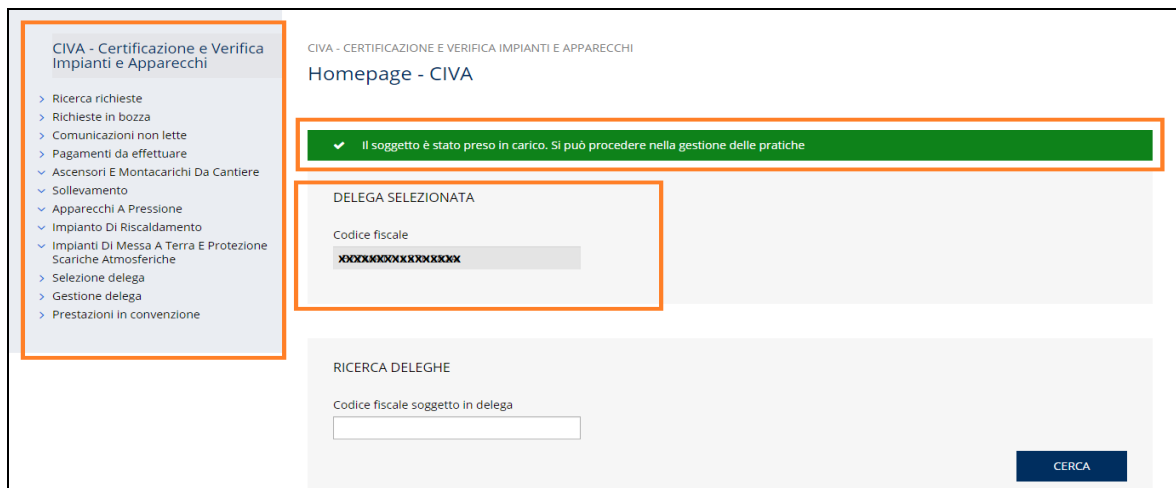 CIVA - Certificazione e Verifica
Impianti e Apparecchi
Ricerca richieste
Richieste in bozza
Comunicazioni non lette
Pagamenti da effettuare
Ascensori E Montacarichi Da Cantiere
Sollevamento
Apparecchi A Pressione
Impianto Di Riscaldamento
Impianti Di Messa A Terra E Protezione
Scariche Atmosferiche
Selezione delega
Gestione delega
Prestazioni in convenzione
CIVA - CERTIFICAZIONE E VERIFICA IMPIANTI E APPARECCHI
Homepage - CIVA
Il soggetto è stato preso in carico. Si può procedere nella gestione delle pratiche
DELEGA SELEZIONATA
Codice fiscale
XXXXXXXXXXXXXXXX
RICERCA DELEGHE
Codice fiscale soggetto in delega
CERCA